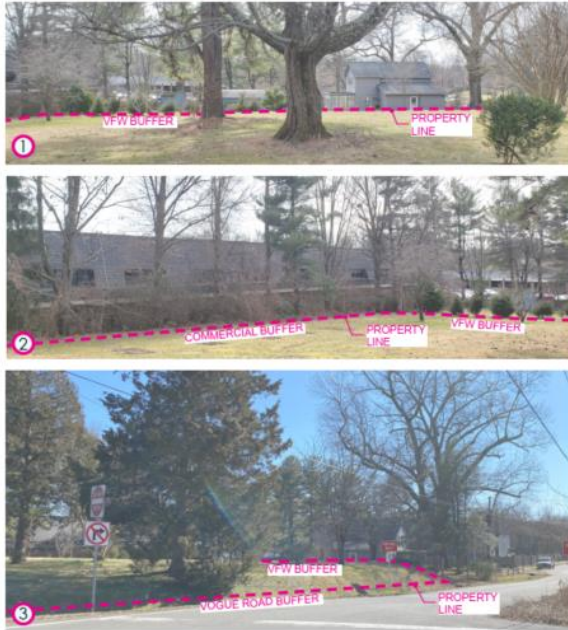 VFW BUFFER
PROPERTY
LINE
1
COMMERCIAL BUFFER
PROPERTY
LINE
VFW BUFFER
2
VFW BUFFER
VOGUE ROAD BUFFER
PROPERTY
LINE
3